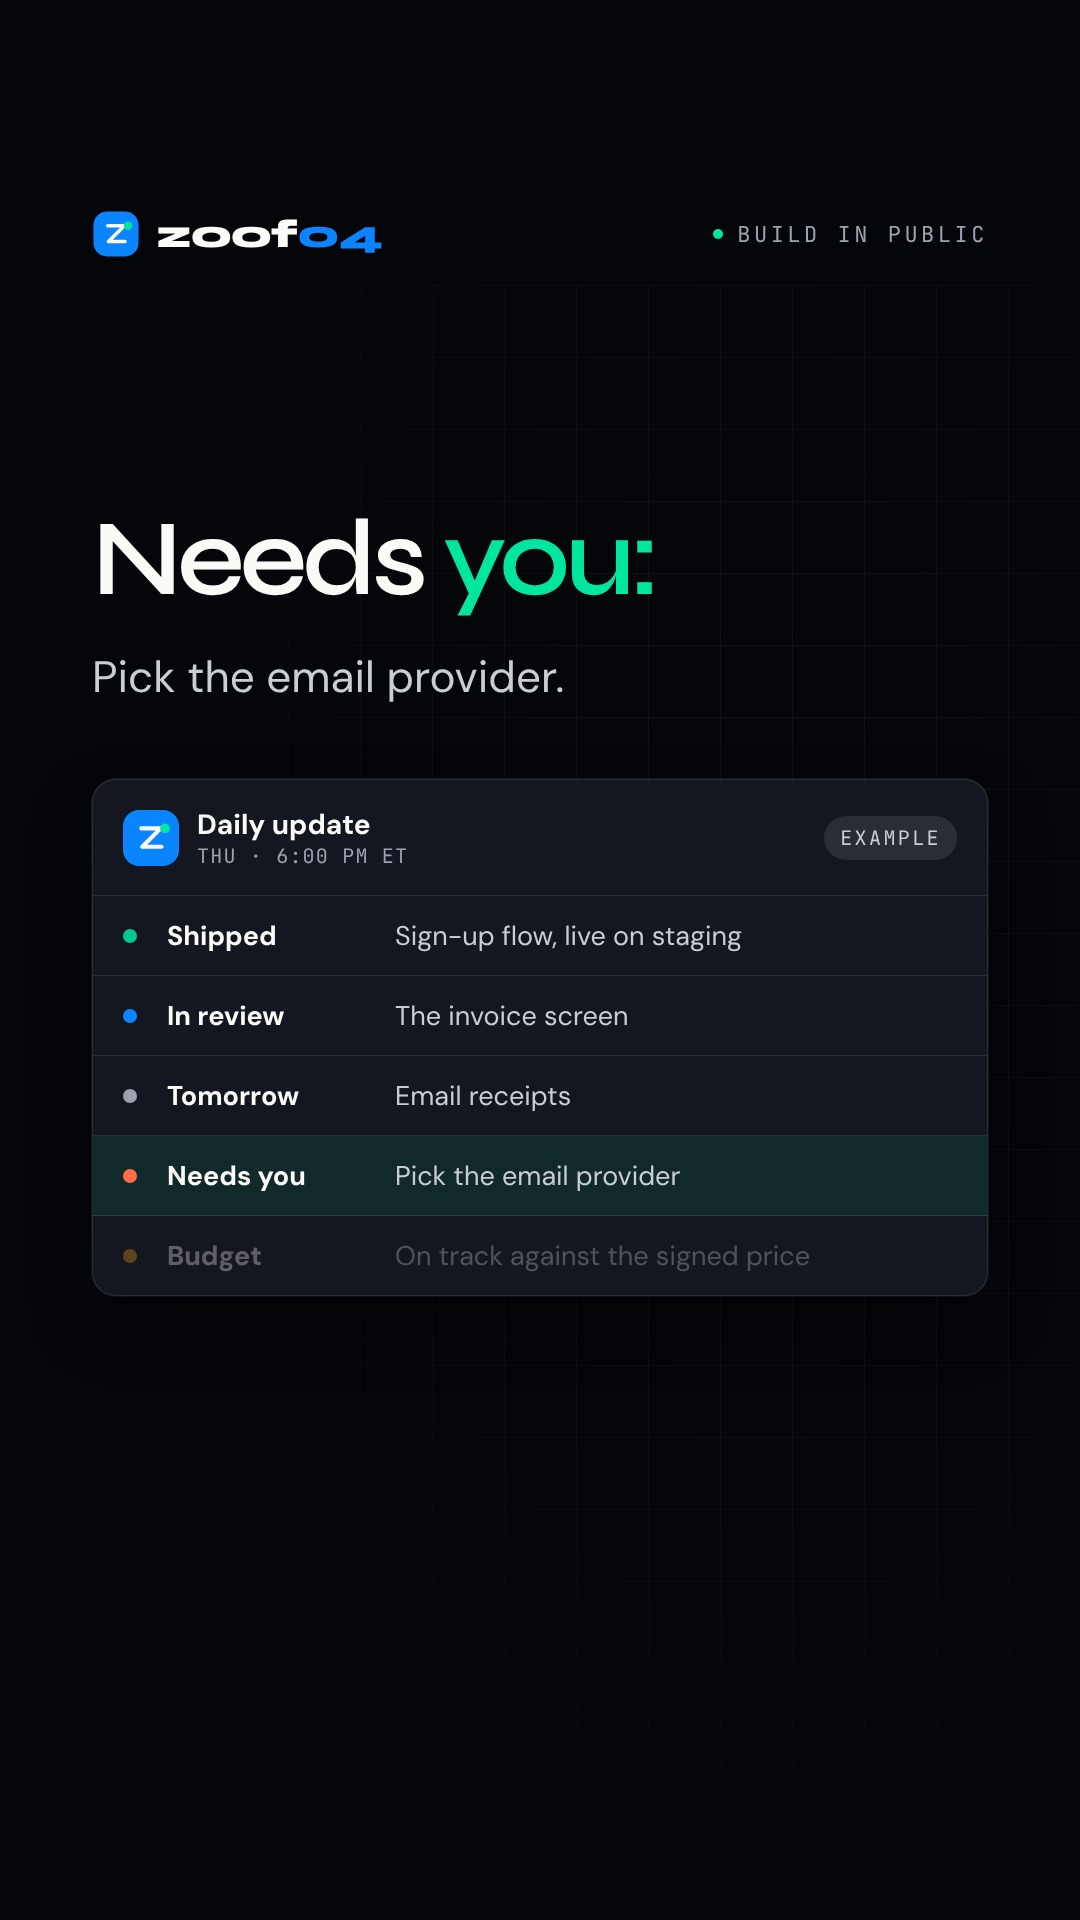 zoof04
BUILD IN PUBLIC
Needs you:
Pick the email provider.
Daily update
THU · 6:00 PM ET
EXAMPLE
Shipped Sign-up flow, live on staging
In review The invoice screen
Tomorrow Email receipts
Needs you Pick the email provider
Budget On track against the signed price